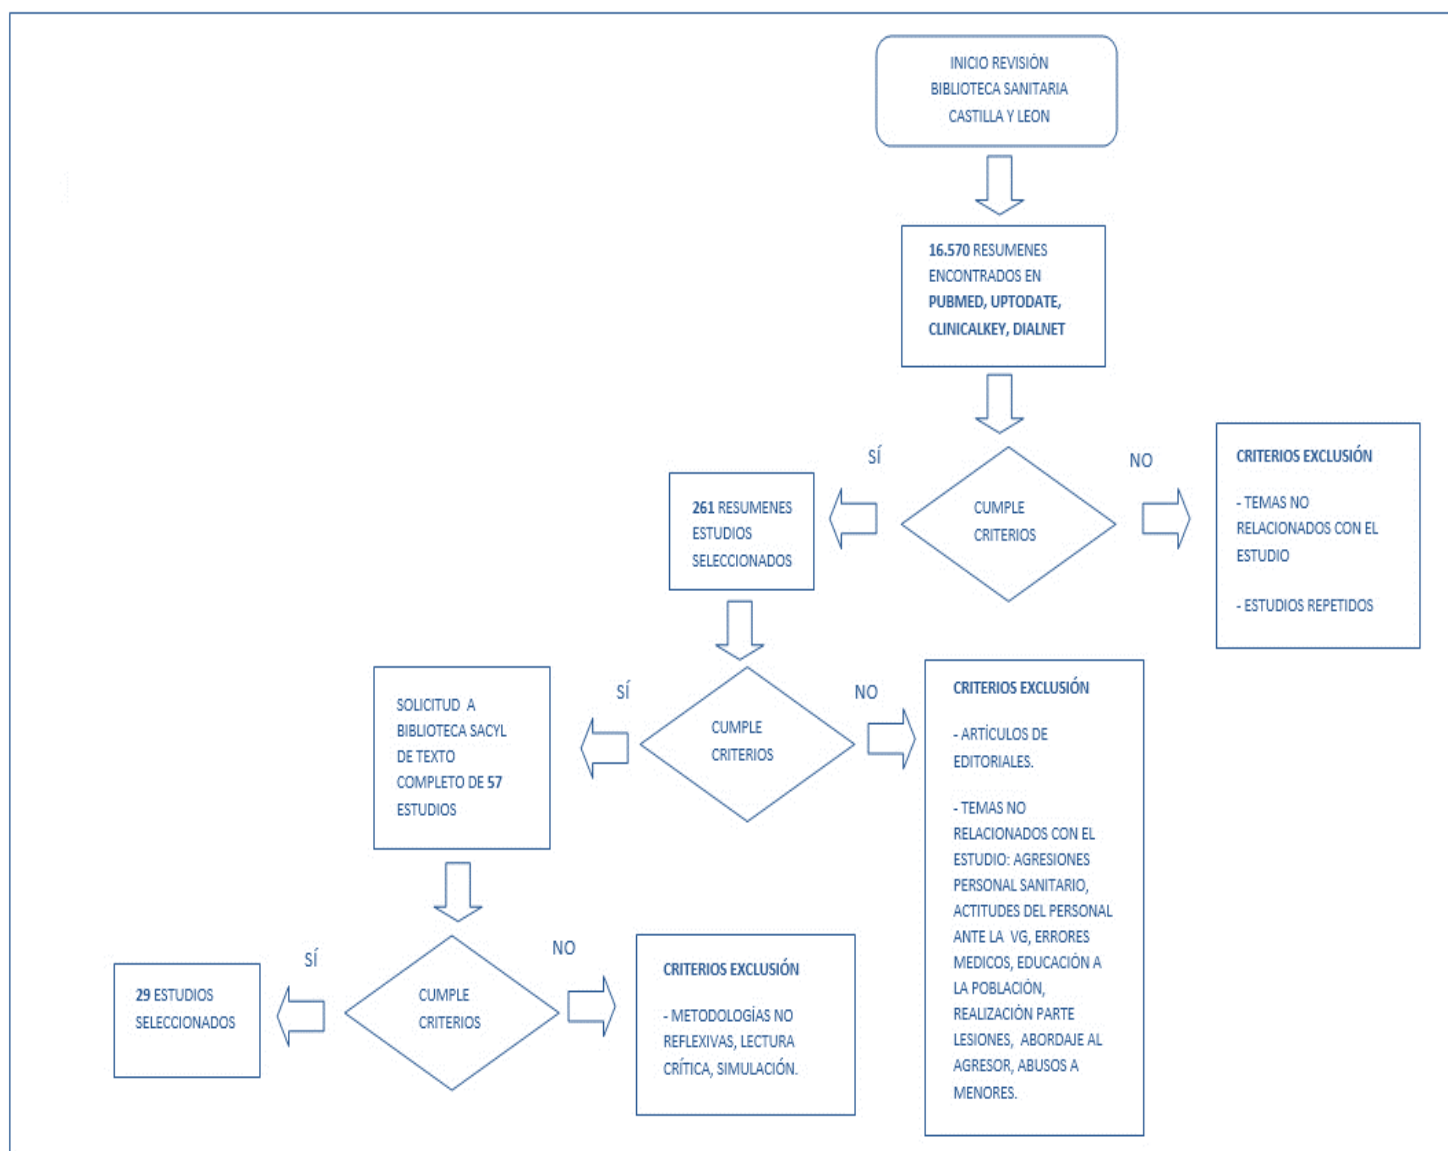 INICIO REVISIÓN
BIBLIOTECA SANITARIA
CASTILLA Y LEON
16.570 RESUMENES
ENCONTRADOS EN
PUBMED, UPTODATE,
CLINICALKEY, DIALNET
SÍ
NO
CUMPLE
CRITERIOS
261 RESUMENES
ESTUDIOS
SELECCIONADOS
CRITERIOS EXCLUSIÓN
- TEMAS NO
RELACIONADOS CON EL
ESTUDIO
- ESTUDIOS REPETIDOS
SÍ
NO
CUMPLE
CRITERIOS
SOLICITUD A
BIBLIOTECA SACYL
DE TEXTO
COMPLETO DE 57
ESTUDIOS
CRITERIOS EXCLUSIÓN
- ARTÍCULOS DE
EDITORIALES.
- TEMAS NO
RELACIONADOS CON EL
ESTUDIO: AGRESIONES
PERSONAL SANITARIO,
ACTITUDES DEL PERSONAL
ANTE LA VG, ERRORES
MEDICOS, EDUCACIÓN A
LA POBLACIÓN,
REALIZACIÓN PARTE
LESIONES, ABORDAJE AL
AGRESOR, ABUSOS A
MENORES.
SÍ
NO
CUMPLE
CRITERIOS
29 ESTUDIOS
SELECCIONADOS
CRITERIOS EXCLUSIÓN
- METODOLOGÍAS NO
REFLEXIVAS, LECTURA
CRÍTICA, SIMULACIÓN.